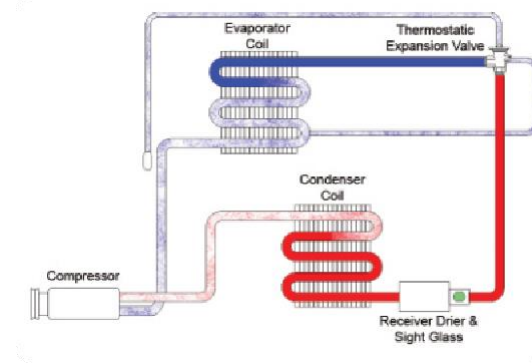 Evaporator
Coil
Thermostatic
Expansion Valve
Condenser
Coil
Compressor
Receiver Drier &
Sight Glass